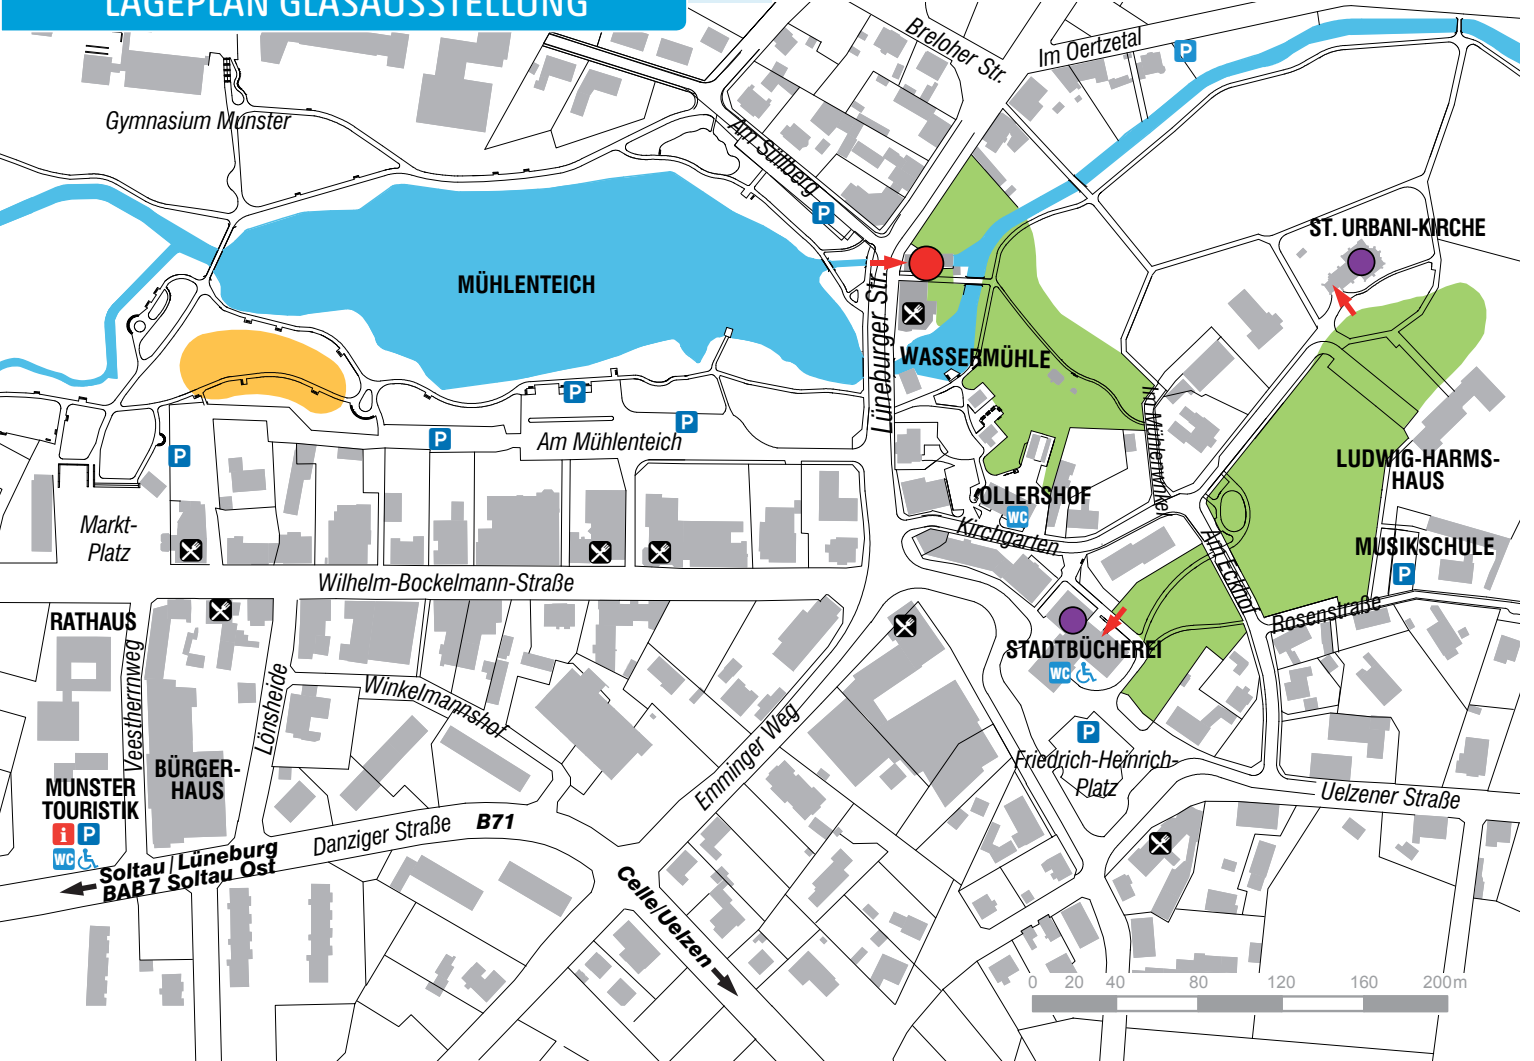 LAGEPLAN GLASAUSSTELLUNG
Breloher Str.
Im Oertzetal
P
Gymnasium Munster
Am Süllberg
P
ST. URBANI-KIRCHE
MÜHLENTEICH
Lüneburger Str.
WASSERMÜHLE
P
P
P
P
Am Mühlenteich
Im Mühlenwinkel
LUDWIG-HARMS-
HAUS
OLLERSHOF
WC
Markt-
Platz
Kirchgarten
Am Eckhof
MUSIKSCHULE
P
Wilhelm-Bockelmann-Straße
RATHAUS
Rosenstraße
STADTBÜCHEREI
WC
Veestherrnweg
Lönsheide
Winkelmannshof
Emminger Weg
P
Friedrich-Heinrich-
Platz
BÜRGER-
HAUS
MUNSTER
TOURISTIK
i P
WC
Uelzener Straße
Danziger Straße B71
Soltau / Lüneburg
BAB 7 Soltau Ost
Celle/Uelzen
0 20 40 80 120 160 200m